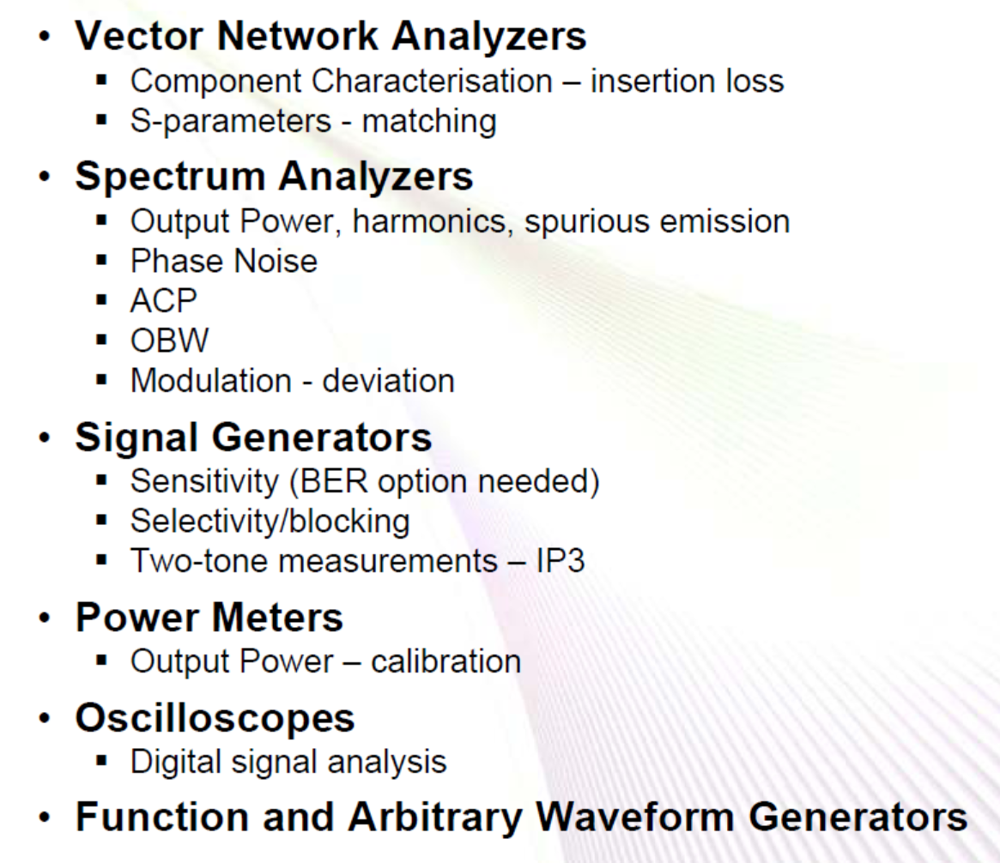 • Vector Network Analyzers
▪ Component Characterisation – insertion loss
▪ S-parameters - matching
• Spectrum Analyzers
▪ Output Power, harmonics, spurious emission
▪ Phase Noise
▪ ACP
▪ OBW
▪ Modulation - deviation
• Signal Generators
▪ Sensitivity (BER option needed)
▪ Selectivity/blocking
▪ Two-tone measurements – IP3
• Power Meters
▪ Output Power – calibration
• Oscilloscopes
▪ Digital signal analysis
• Function and Arbitrary Waveform Generators